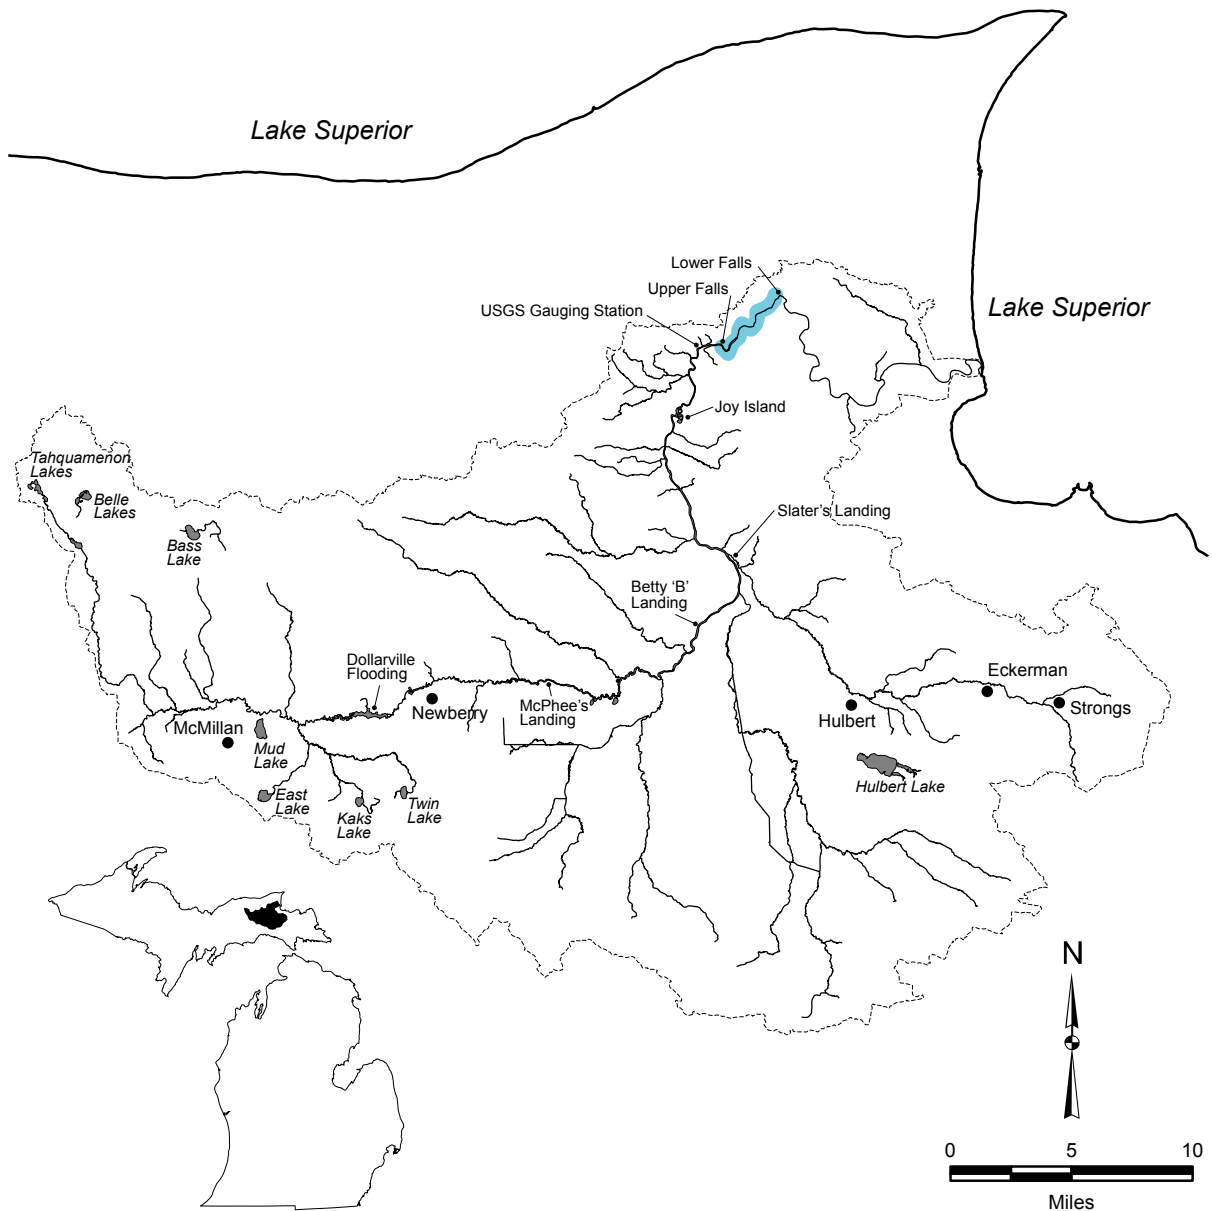 Lake Superior
Lower Falls
Upper Falls
USGS Gauging Station
Lake Superior
Joy Island
Tahquamenon
Lakes
Belle
Lakes
Slater's Landing
Bass
Lake
Betty ‘B’
Landing
Dollarville
Flooding
Eckerman
McPhee's
Landing
Newberry
Strongs
Hulbert
McMillan
Mud
Lake
Hulbert Lake
East
Lake
Twin
Lake
Kaks
Lake
N
0 5 10
Miles